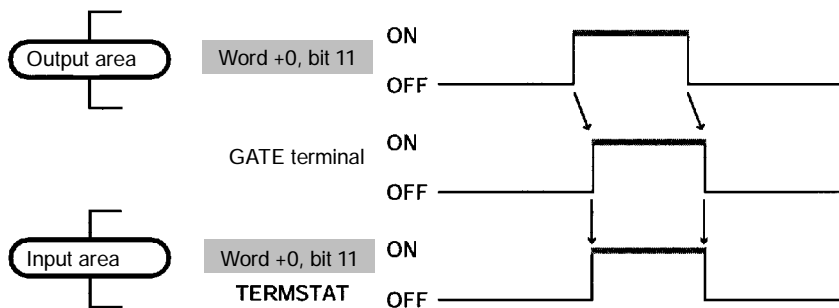 ON
Output area
Word +0, bit 11
OFF
ON
GATE terminal
OFF
ON
Input area
Word +0, bit 11
TERMSTAT
OFF